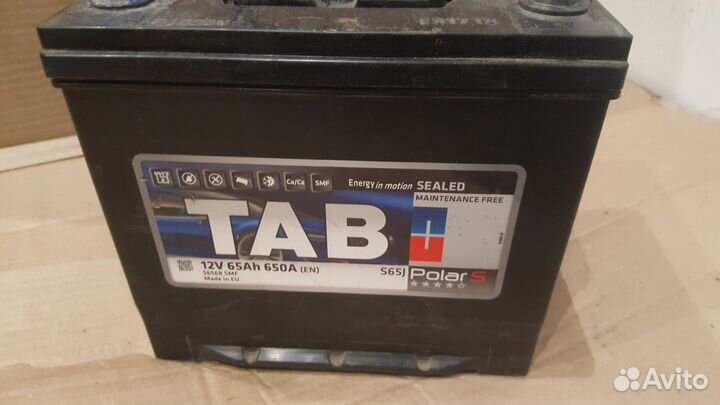 Ca/Ca SMF Energy in motion SEALED
MAINTENANCE FREE
TAB
12V 65Ah 650A (EN) S65J Polar S
56568 SMF
Made in EU
Avito